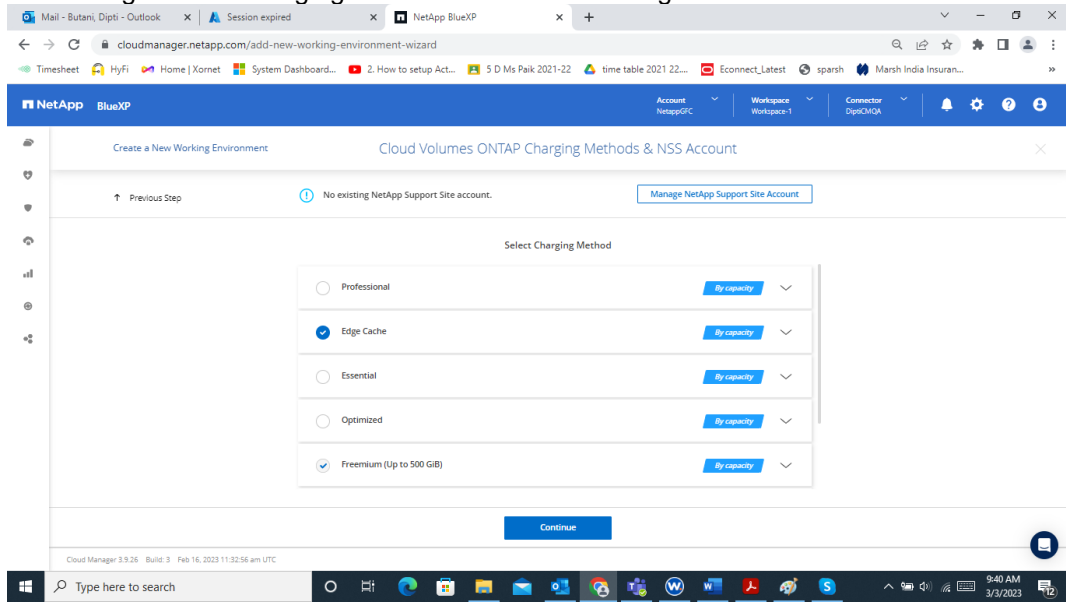 Mail - Butani, Dipti - Outlook
Session expired
NetApp BlueXP
cloudmanager.netapp.com/add-new-working-environment-wizard
Timesheet
HyFi
Home | Xornet
System Dashboard...
2. How to setup Act...
5 D Ms Paik 2021-22
time table 2021 22....
Econnect_Latest
sparsh
Marsh India Insuran...
»
NetApp BlueXP
Account
NetappGFC
Workspace
Workspace-1
Connector
DiptiCMQA
Create a New Working Environment
Cloud Volumes ONTAP Charging Methods & NSS Account
↑ Previous Step
No existing NetApp Support Site account.
Manage NetApp Support Site Account
Select Charging Method
Professional
By capacity
Edge Cache
By capacity
Essential
By capacity
Optimized
By capacity
Freemium (Up to 500 GiB)
By capacity
Continue
Cloud Manager 3.9.26 Build: 3 Feb 16, 2023 11:32:56 am UTC
Type here to search
9:40 AM
3/3/2023
12